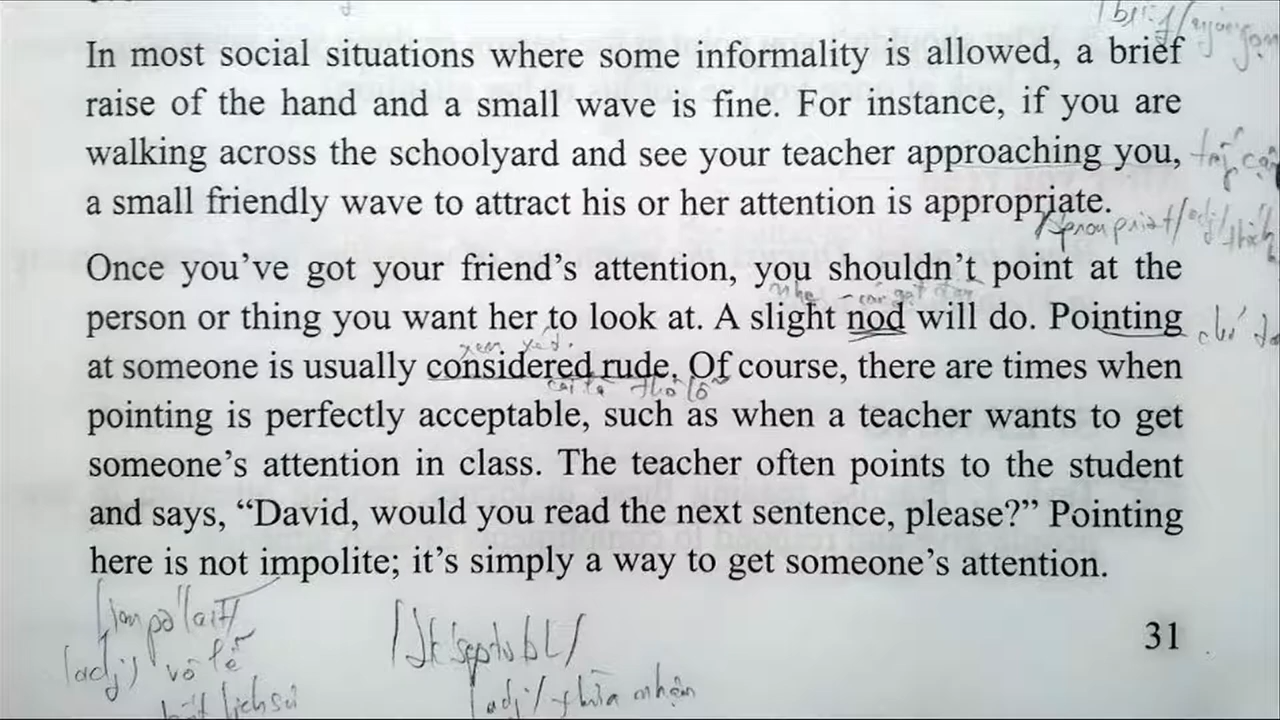 In most social situations where some informality is allowed, a brief
raise of the hand and a small wave is fine. For instance, if you are
walking across the schoolyard and see your teacher approaching you,
a small friendly wave to attract his or her attention is appropriate.
Once you've got your friend's attention, you shouldn't point at the
nhẹ
person or thing you want her to look at. A slight nod will do. Pointing
at someone is usually considered rude. Of course, there are times when
thô lỗ
pointing is perfectly acceptable, such as when a teacher wants to get
someone's attention in class. The teacher often points to the student
and says, “David, would you read the next sentence, please?” Pointing
here is not impolite; it's simply a way to get someone's attention.
31
(adj) vô lễ
(adj) thừa nhận